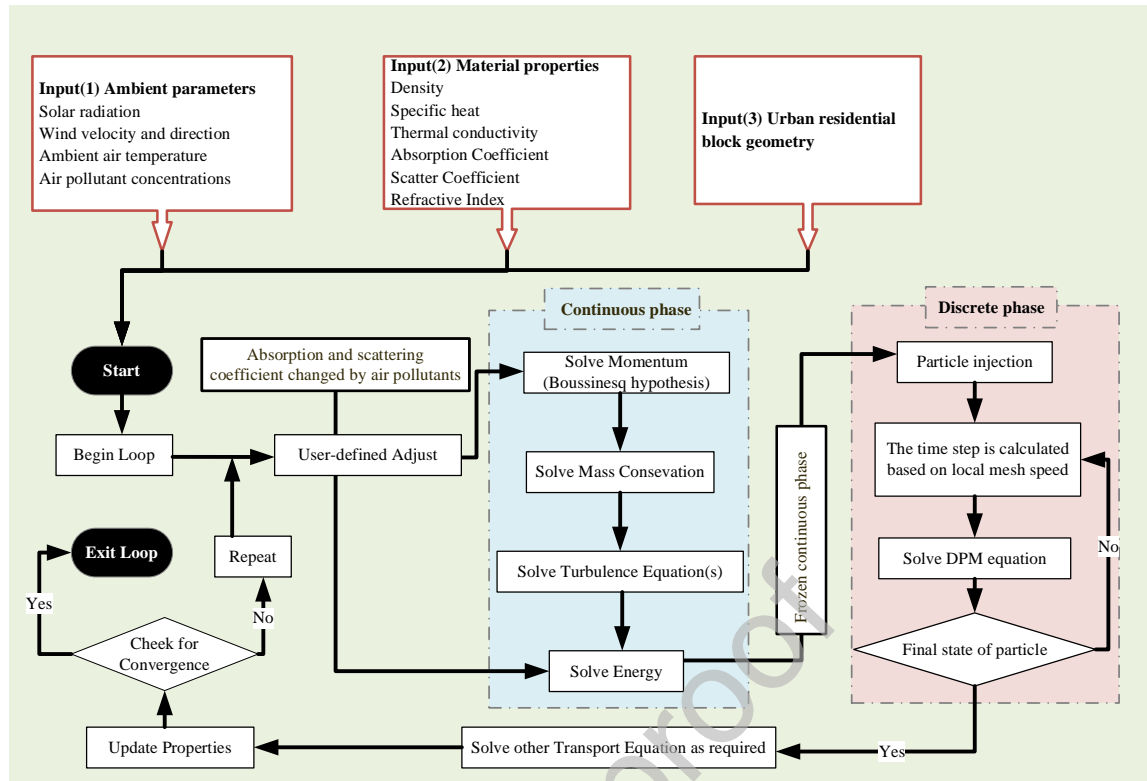 Input(1) Ambient parameters
Solar radiation
Wind velocity and direction
Ambient air temperature
Air pollutant concentrations
Input(2) Material properties
Density
Specific heat
Thermal conductivity
Absorption Coefficient
Scatter Coefficient
Refractive Index
Input(3) Urban residential
block geometry
Start
Begin Loop
Absorption and scattering
coefficient changed by air pollutants
User-defined Adjust
Continuous phase
Solve Momentum
(Boussinesq hypothesis)
Solve Mass Consevation
Solve Turbulence Equation(s)
Solve Energy
Frozen continuous phase
Discrete phase
Particle injection
The time step is calculated
based on local mesh speed
Solve DPM equation
No
Final state of particle
Yes
Solve other Transport Equation as required
Update Properties
Cheek for
Convergence
No
Repeat
Yes
Exit Loop
proof